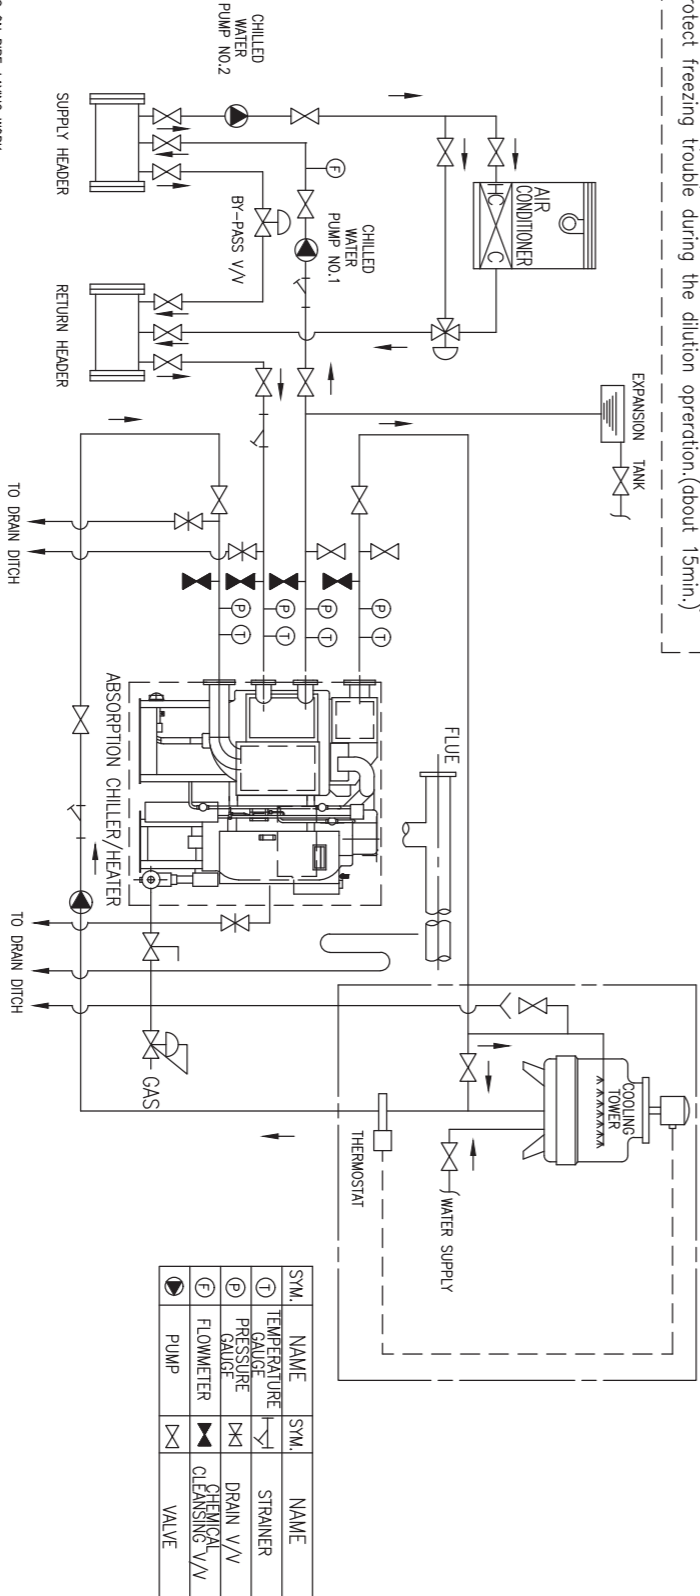 rotect freezing trouble during the dilution opreration.(about 15min.)
EXPANSION TANK
AIR
CONDITIONER
HC C
COOLING
TOWER
FLUE
WATER SUPPLY
THERMOSTAT
F
CHILLED
WATER
PUMP NO.1
CHILLED
WATER
PUMP NO.2
BY-PASS V/V
SUPPLY HEADER
RETURN HEADER
P T
P T
P T
P T
ABSORPTION CHILLER/HEATER
GAS
TO DRAIN DITCH
TO DRAIN DITCH
SYM. NAME SYM. NAME
T TEMPERATURE GAUGE STRAINER
P PRESSURE GAUGE DRAIN V/V
F FLOWMETER CHEMICAL CLEANSING V/V
PUMP VALVE